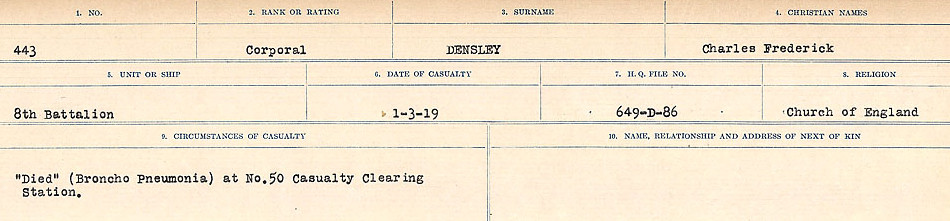 1. NO. 2. RANK OR RATING 3. SURNAME 4. CHRISTIAN NAMES
443 Corporal DENSLEY Charles Frederick
5. UNIT OR SHIP 6. DATE OF CASUALTY 7. H. Q. FILE NO. 8. RELIGION
8th Battalion 1-3-19 649-D-86 Church of England
9. CIRCUMSTANCES OF CASUALTY 10. NAME, RELATIONSHIP AND ADDRESS OF NEXT OF KIN
"Died" (Broncho Pneumonia) at No.50 Casualty Clearing
Station.